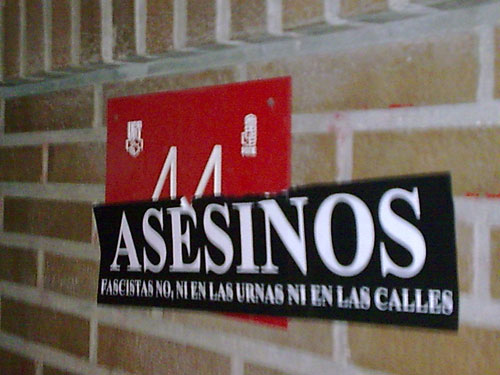 44
ASESINOS
FASCISTAS NO, NI EN LAS URNAS NI EN LAS CALLES